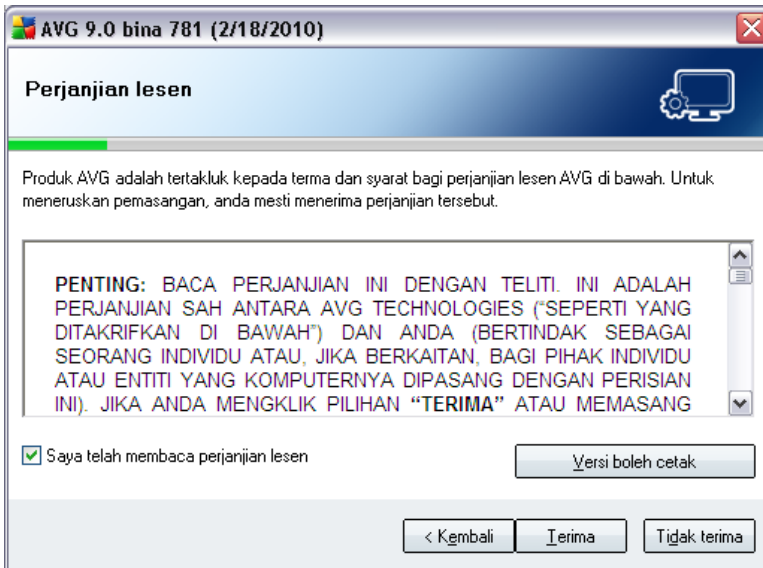 AVG 9.0 bina 781 (2/18/2010)
Perjanjian lesen
Produk AVG adalah tertakluk kepada terma dan syarat bagi perjanjian lesen AVG di bawah. Untuk
meneruskan pemasangan, anda mesti menerima perjanjian tersebut.
PENTING: BACA PERJANJIAN INI DENGAN TELITI. INI ADALAH
PERJANJIAN SAH ANTARA AVG TECHNOLOGIES (“SEPERTI YANG
DITAKRIFKAN DI BAWAH”) DAN ANDA (BERTINDAK SEBAGAI
SEORANG INDIVIDU ATAU, JIKA BERKAITAN, BAGI PIHAK INDIVIDU
ATAU ENTITI YANG KOMPUTERNYA DIPASANG DENGAN PERISIAN
INI). JIKA ANDA MENGKLIK PILIHAN “TERIMA” ATAU MEMASANG
Saya telah membaca perjanjian lesen
Versi boleh cetak
< Kembali
Terima
Tidak terima